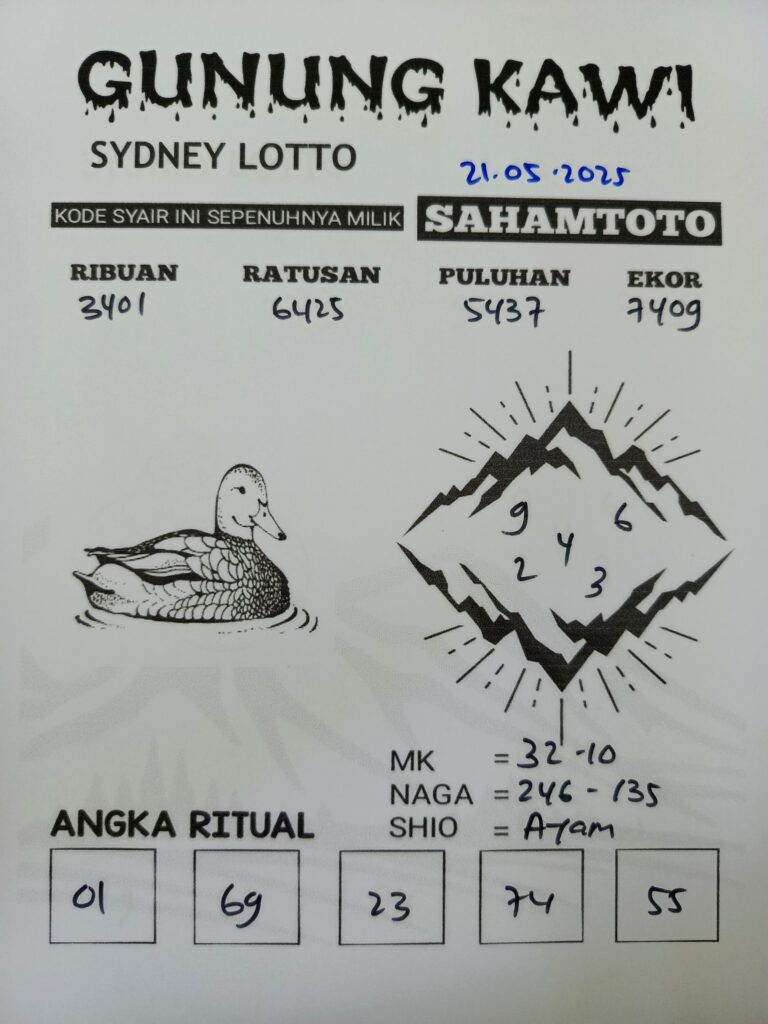 GUNUNG KAWI
SYDNEY LOTTO
21.05.2025
KODE SYAIR INI SEPENUHNYA MILIK SAHAMTOTO
RIBUAN RATUSAN PULUHAN EKOR
3401 6425 5437 7409
9 6
4
2 3
MK = 32-10
NAGA = 246-135
SHIO = Ayam
ANGKA RITUAL
01 69 23 74 55